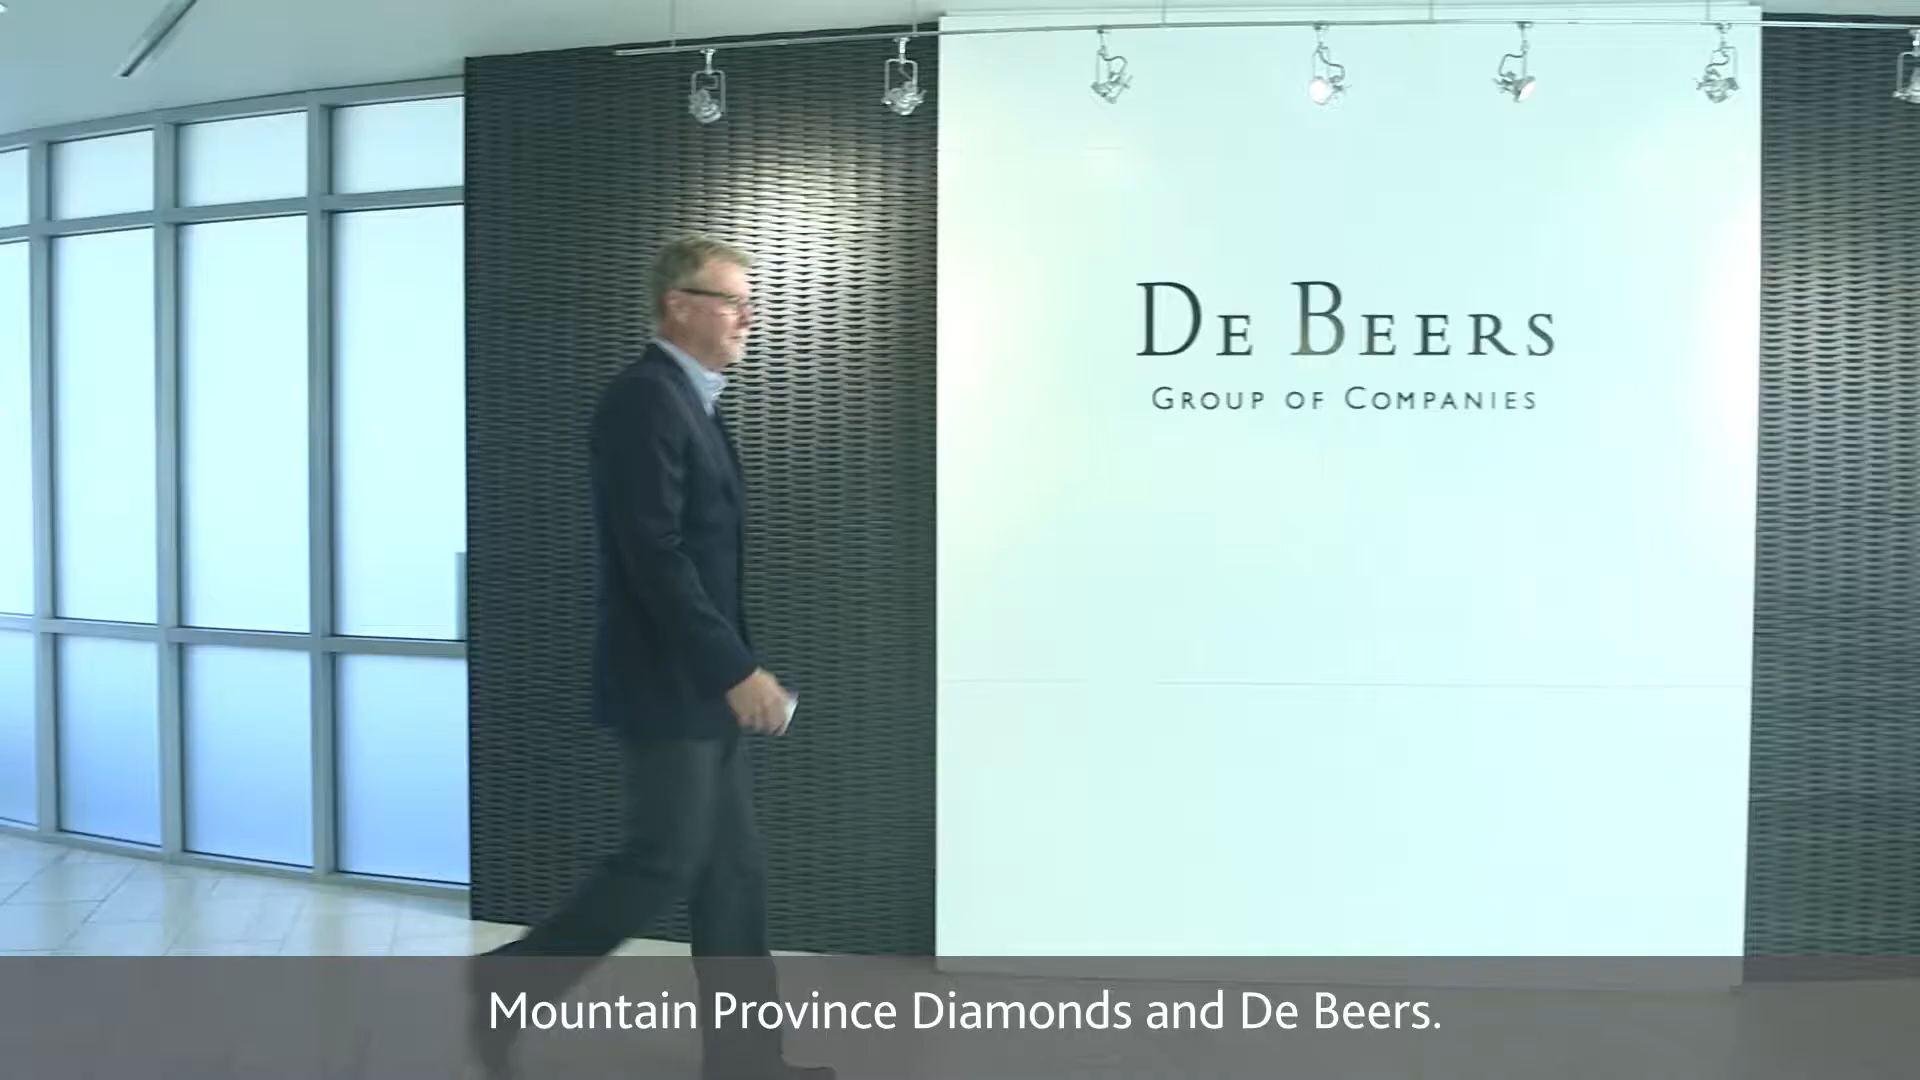 DE BEERS
GROUP OF COMPANIES
Mountain Province Diamonds and De Beers.